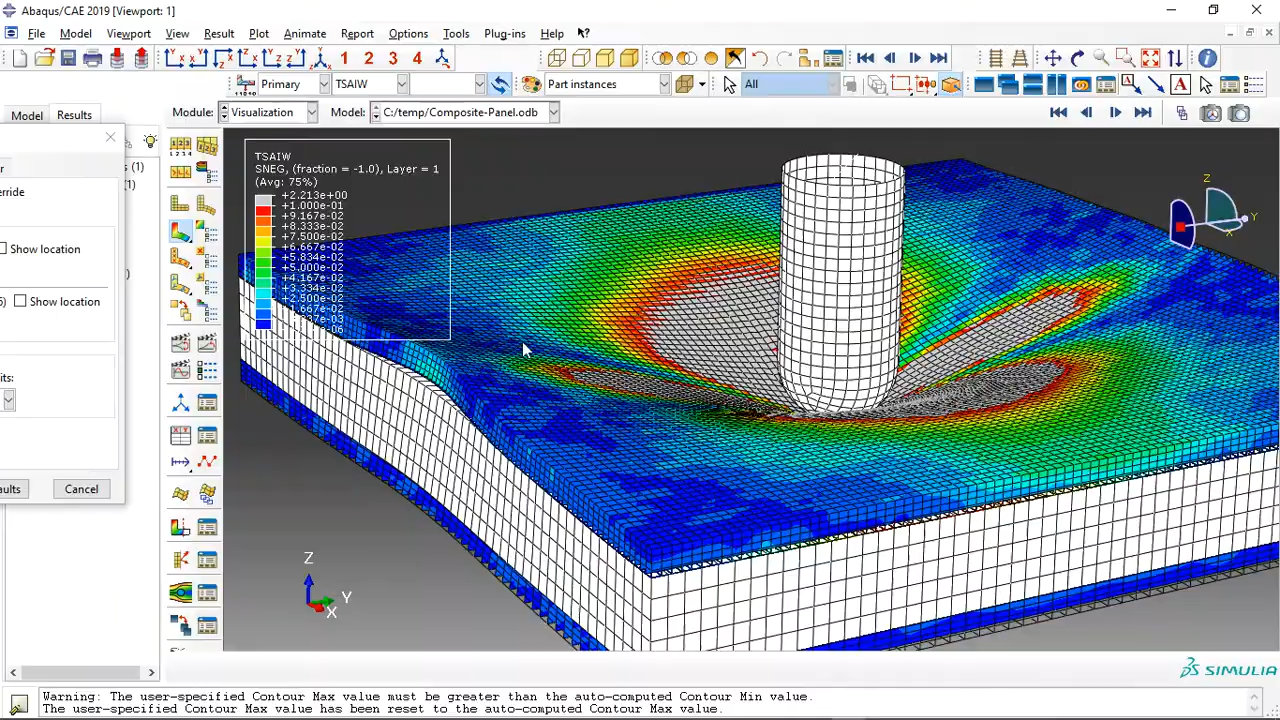 Abaqus/CAE 2019 [Viewport: 1]
File Model Viewport View Result Plot Animate Report Options Tools Plug-ins Help
1 2 3 4
Primary TSAIW Part instances All
Model Results Module: Visualization Model: C:/temp/Composite-Panel.odb
erride
Show location
Show location
its:
aults Cancel
TSAIW
SNEG, (fraction = -1.0), Layer = 1
(Avg: 75%)
+2.213e+00
+1.000e-01
+9.167e-02
+8.333e-02
+7.500e-02
+6.667e-02
+5.834e-02
+5.000e-02
+4.167e-02
+3.334e-02
+2.500e-02
Z
Y
X
Z
Y
X
SIMULIA
Warning: The user-specified Contour Max value must be greater than the auto-computed Contour Min value.
The user-specified Contour Max value has been reset to the auto-computed Contour Max value.